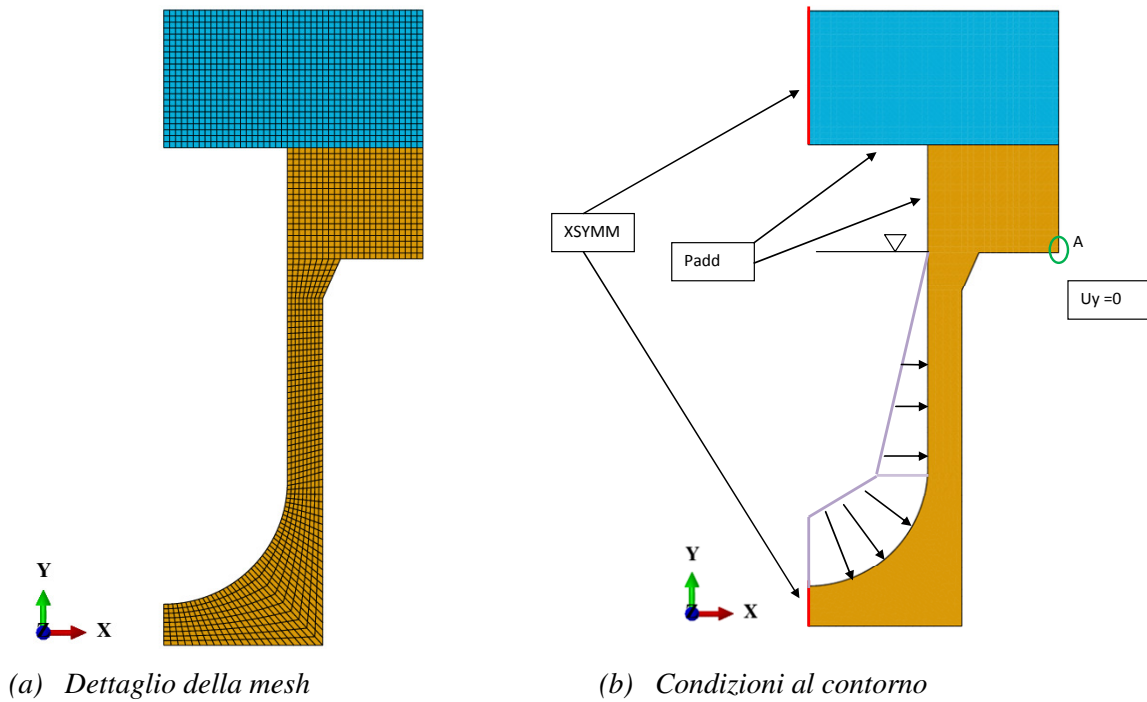 XSYMM
Padd
A
Uy =0
Y
Z
X
Y
Z
X
(a) Dettaglio della mesh
(b) Condizioni al contorno